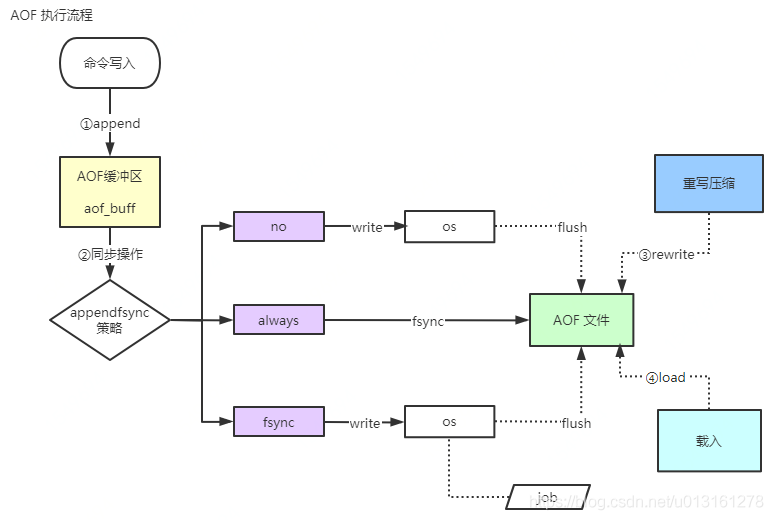 AOF 执行流程
命令写入
①append
AOF缓冲区
aof_buff
②同步操作
appendfsync
策略
no
write
os
flush
always
fsync
AOF 文件
fsync
write
os
flush
job
重写压缩
③rewrite
④load
载入
https://blog.csdn.net/u013161278